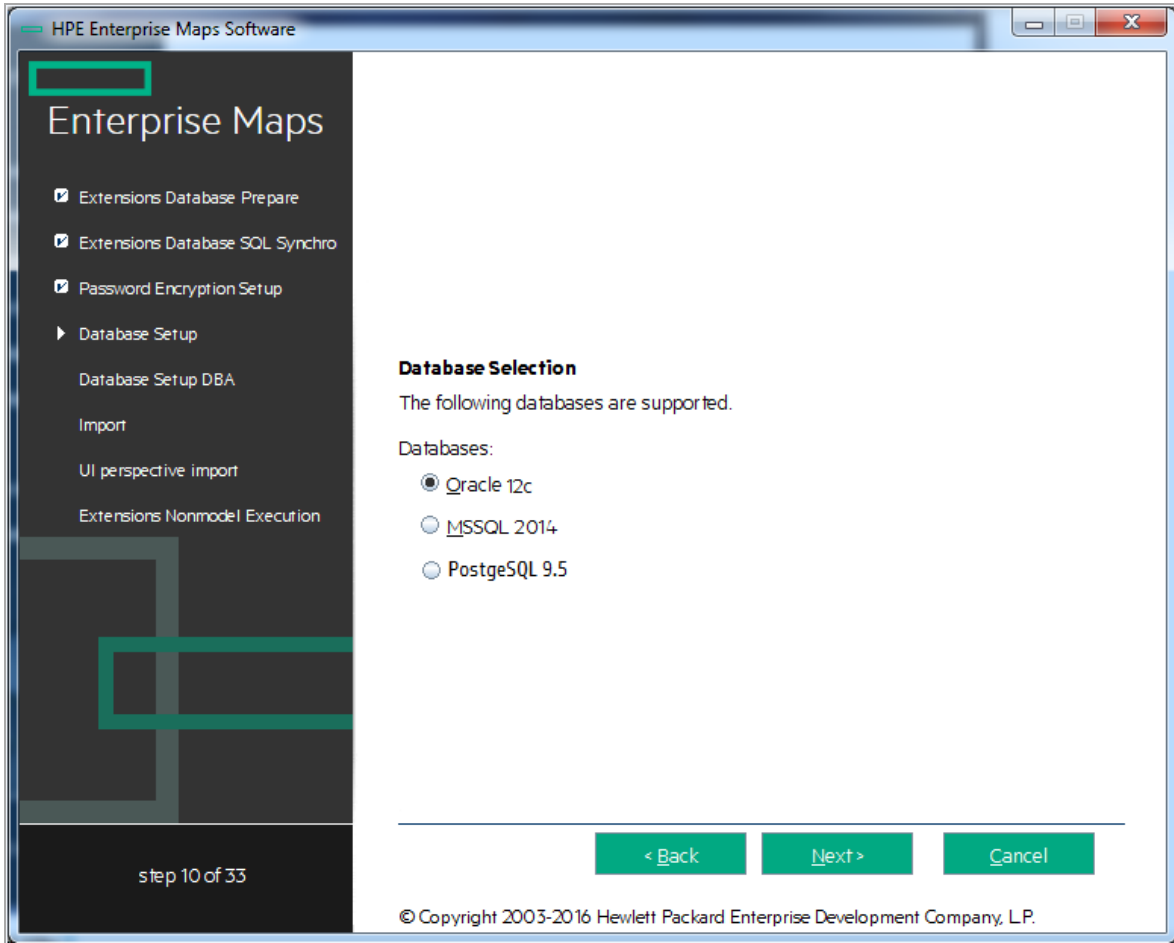 HPE Enterprise Maps Software
Enterprise Maps
Extensions Database Prepare
Extensions Database SQL Synchro
Password Encryption Setup
Database Setup
Database Setup DBA
Import
UI perspective import
Extensions Nonmodel Execution
step 10 of 33
Database Selection
The following databases are supported.
Databases:
Oracle 12c
MSSQL 2014
PostgeSQL 9.5
< Back Next > Cancel
© Copyright 2003-2016 Hewlett Packard Enterprise Development Company, L.P.